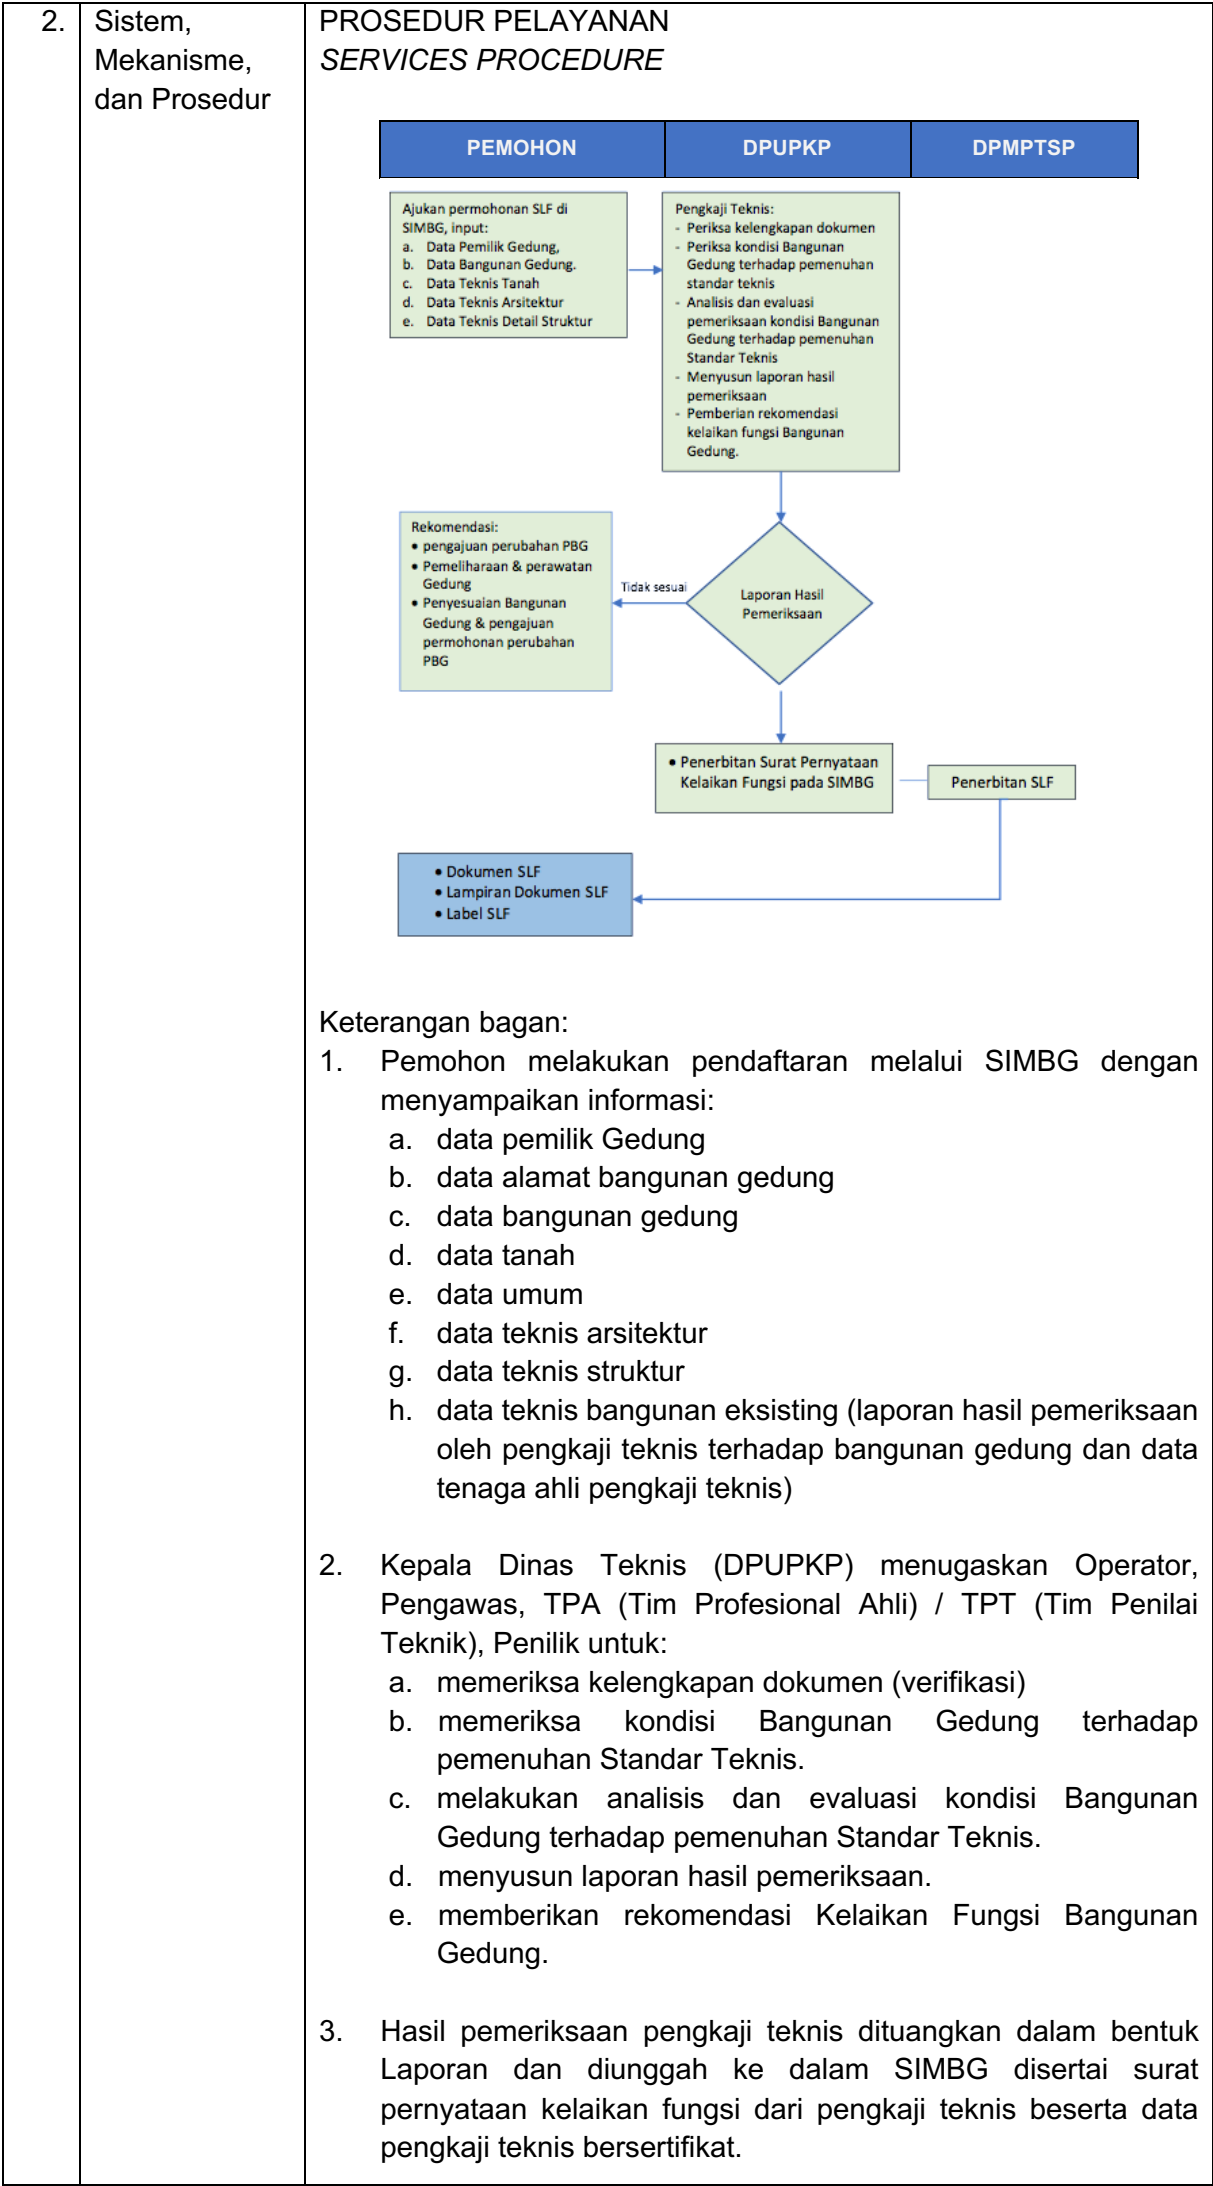 2.
Sistem,
Mekanisme,
dan Prosedur
PROSEDUR PELAYANAN
SERVICES PROCEDURE
PEMOHON
DPUPKP
DPMPTSP
Ajukan permohonan SLF di
SIMBG, input:
a. Data Pemilik Gedung,
b. Data Bangunan Gedung.
c. Data Teknis Tanah
d. Data Teknis Arsitektur
e. Data Teknis Detail Struktur
Pengkaji Teknis:
- Periksa kelengkapan dokumen
- Periksa kondisi Bangunan
Gedung terhadap pemenuhan
standar teknis
- Analisis dan evaluasi
pemeriksaan kondisi Bangunan
Gedung terhadap pemenuhan
Standar Teknis
- Menyusun laporan hasil
pemeriksaan
- Pemberian rekomendasi
kelaikan fungsi Bangunan
Gedung.
Rekomendasi:
• pengajuan perubahan PBG
• Pemeliharaan & perawatan
Gedung
• Penyesuaian Bangunan
Gedung & pengajuan
permohonan perubahan
PBG
Tidak sesuai
Laporan Hasil
Pemeriksaan
• Penerbitan Surat Pernyataan
Kelaikan Fungsi pada SIMBG
Penerbitan SLF
• Dokumen SLF
• Lampiran Dokumen SLF
• Label SLF
Keterangan bagan:
1. Pemohon melakukan pendaftaran melalui SIMBG dengan
menyampaikan informasi:
a. data pemilik Gedung
b. data alamat bangunan gedung
c. data bangunan gedung
d. data tanah
e. data umum
f. data teknis arsitektur
g. data teknis struktur
h. data teknis bangunan eksisting (laporan hasil pemeriksaan
oleh pengkaji teknis terhadap bangunan gedung dan data
tenaga ahli pengkaji teknis)
2. Kepala Dinas Teknis (DPUPKP) menugaskan Operator,
Pengawas, TPA (Tim Profesional Ahli) / TPT (Tim Penilai
Teknik), Penilik untuk:
a. memeriksa kelengkapan dokumen (verifikasi)
b. memeriksa kondisi Bangunan Gedung terhadap
pemenuhan Standar Teknis.
c. melakukan analisis dan evaluasi kondisi Bangunan
Gedung terhadap pemenuhan Standar Teknis.
d. menyusun laporan hasil pemeriksaan.
e. memberikan rekomendasi Kelaikan Fungsi Bangunan
Gedung.
3. Hasil pemeriksaan pengkaji teknis dituangkan dalam bentuk
Laporan dan diunggah ke dalam SIMBG disertai surat
pernyataan kelaikan fungsi dari pengkaji teknis beserta data
pengkaji teknis bersertifikat.